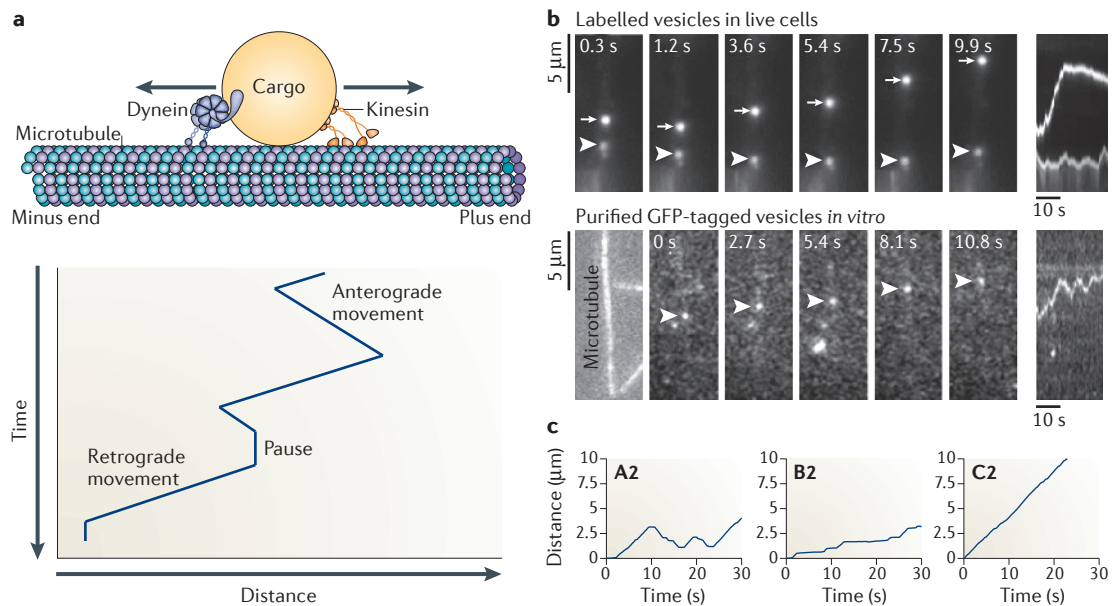 a
Cargo
Dynein
Kinesin
Microtubule
Minus end
Plus end
Time
Anterograde
movement
Pause
Retrograde
movement
Distance
b Labelled vesicles in live cells
5 μm
0.3 s
1.2 s
3.6 s
5.4 s
7.5 s
9.9 s
10 s
Purified GFP-tagged vesicles in vitro
5 μm
Microtubule
0 s
2.7 s
5.4 s
8.1 s
10.8 s
10 s
c
Distance (μm)
A2
10
7.5
5
2.5
0
0 10 20 30
Time (s)
B2
10
7.5
5
2.5
0
0 10 20 30
Time (s)
C2
10
7.5
5
2.5
0
0 10 20 30
Time (s)